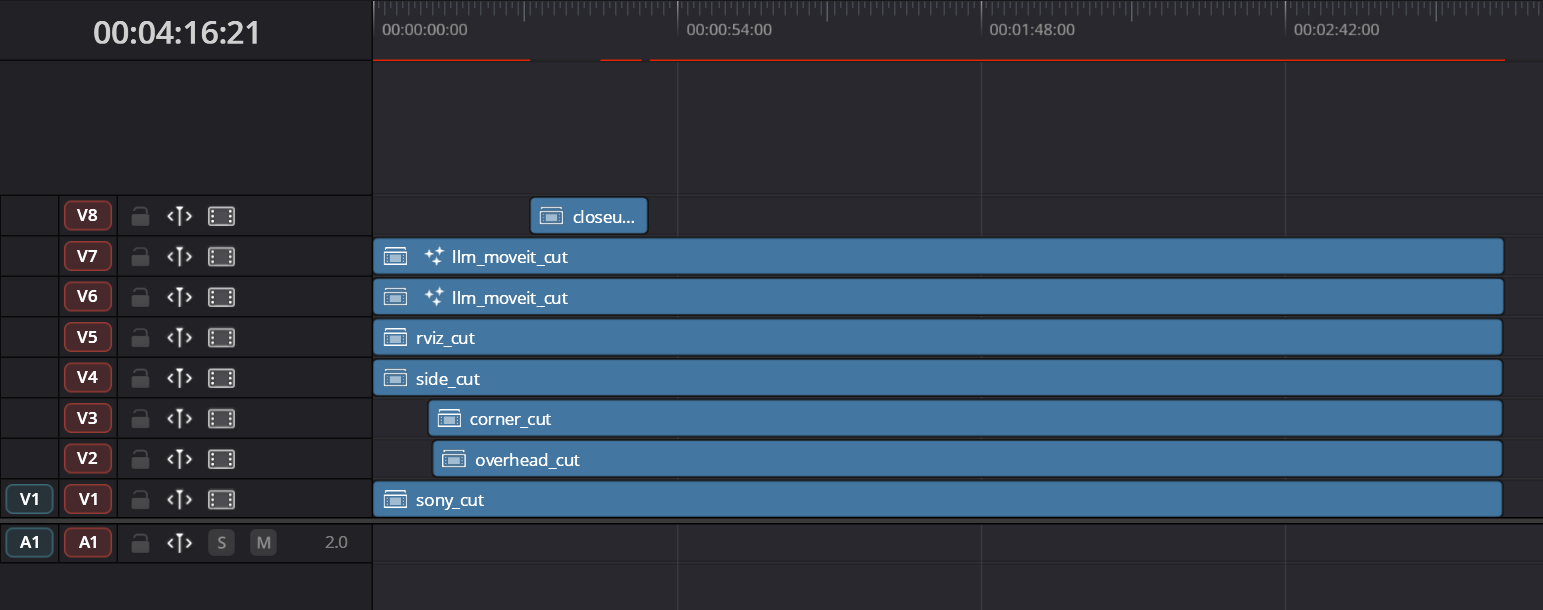 00:04:16:21
00:00:00:00 00:00:54:00 00:01:48:00 00:02:42:00
V8 closeu...
V7 llm_moveit_cut
V6 llm_moveit_cut
V5 rviz_cut
V4 side_cut
V3 corner_cut
V2 overhead_cut
V1 V1 sony_cut
A1 A1 S M 2.0